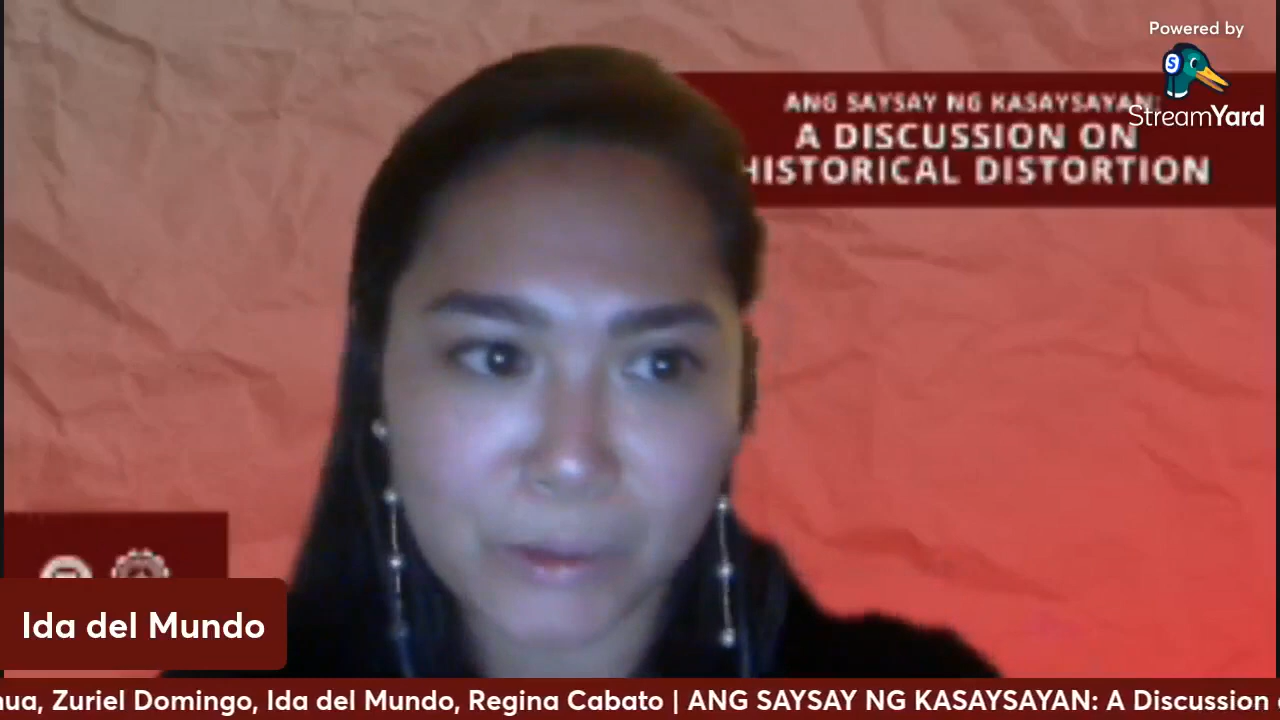 Powered by
StreamYard
ANG SAYSAY NG KASAYSAYAN:
A DISCUSSION ON
HISTORICAL DISTORTION
Ida del Mundo
Zuriel Domingo, Ida del Mundo, Regina Cabato | ANG SAYSAY NG KASAYSAYAN: A Discussion